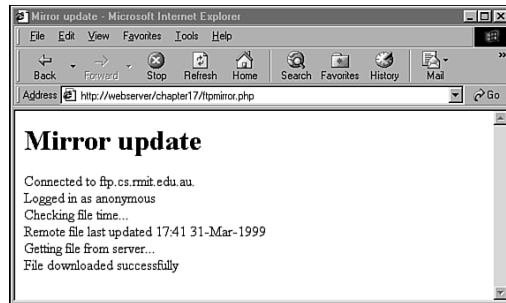 Mirror update - Microsoft Internet Explorer
File Edit View Favorites Tools Help
Back Forward Stop Refresh Home Search Favorites History Mail »
Address http://webserver/chapter17/ftpmirror.php Go
Mirror update
Connected to ftp.cs.rmit.edu.au.
Logged in as anonymous
Checking file time...
Remote file last updated 17:41 31-Mar-1999
Getting file from server...
File downloaded successfully